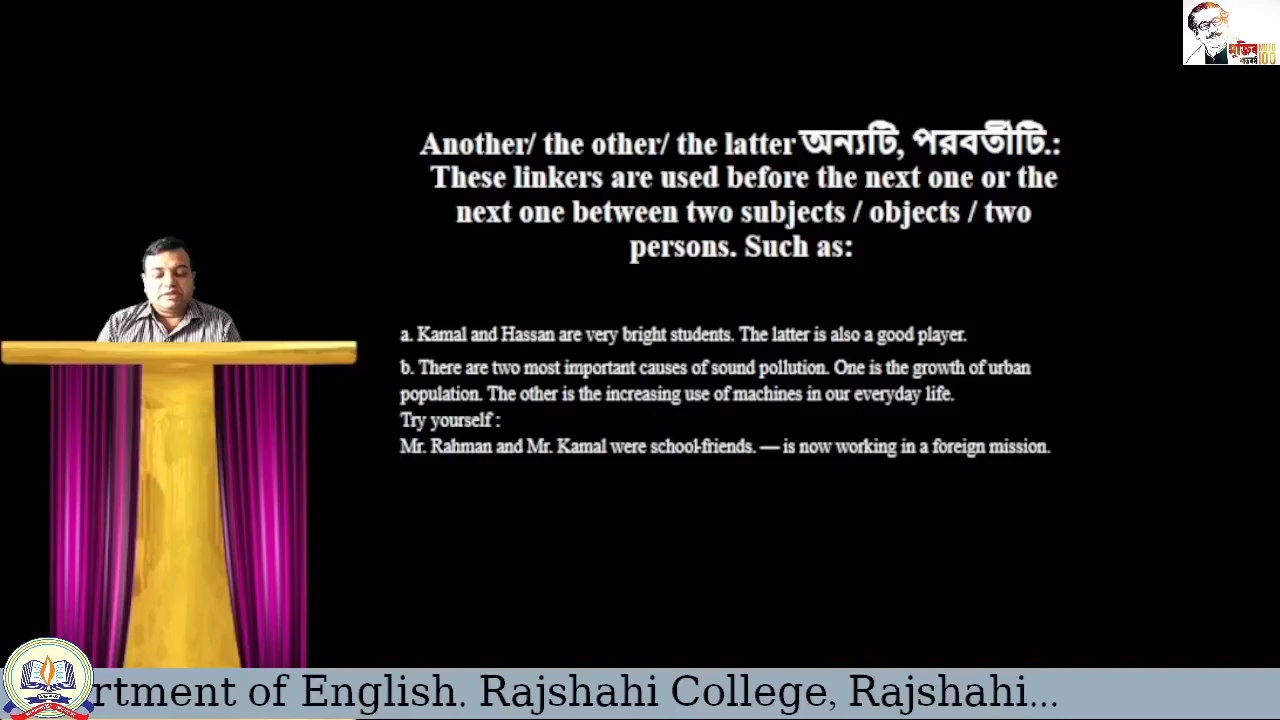 মুজিব
শতবর্ষ
MUJIB
100
Another/ the other/ the latter অন্যটি, পরবর্তীটি.:
These linkers are used before the next one or the
next one between two subjects / objects / two
persons. Such as:
a. Kamal and Hassan are very bright students. The latter is also a good player.
b. There are two most important causes of sound pollution. One is the growth of urban
population. The other is the increasing use of machines in our everyday life.
Try yourself :
Mr. Rahman and Mr. Kamal were school-friends. — is now working in a foreign mission.
rtment of English. Rajshahi College, Rajshahi...